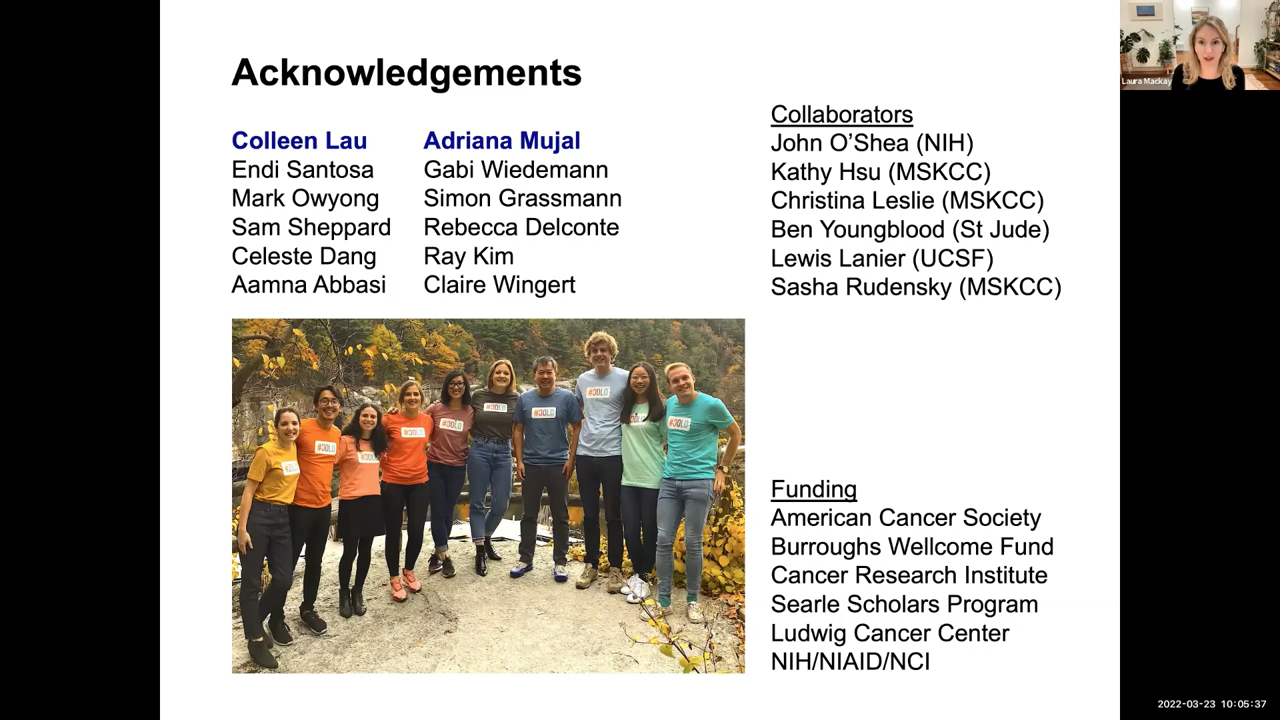 Acknowledgements
Colleen Lau
Endi Santosa
Mark Owyong
Sam Sheppard
Celeste Dang
Aamna Abbasi
Adriana Mujal
Gabi Wiedemann
Simon Grassmann
Rebecca Delconte
Ray Kim
Claire Wingert
Collaborators
John O'Shea (NIH)
Kathy Hsu (MSKCC)
Christina Leslie (MSKCC)
Ben Youngblood (St Jude)
Lewis Lanier (UCSF)
Sasha Rudensky (MSKCC)
Funding
American Cancer Society
Burroughs Wellcome Fund
Cancer Research Institute
Searle Scholars Program
Ludwig Cancer Center
NIH/NIAID/NCI
Laura Mackay
2022-03-23 10:05:37